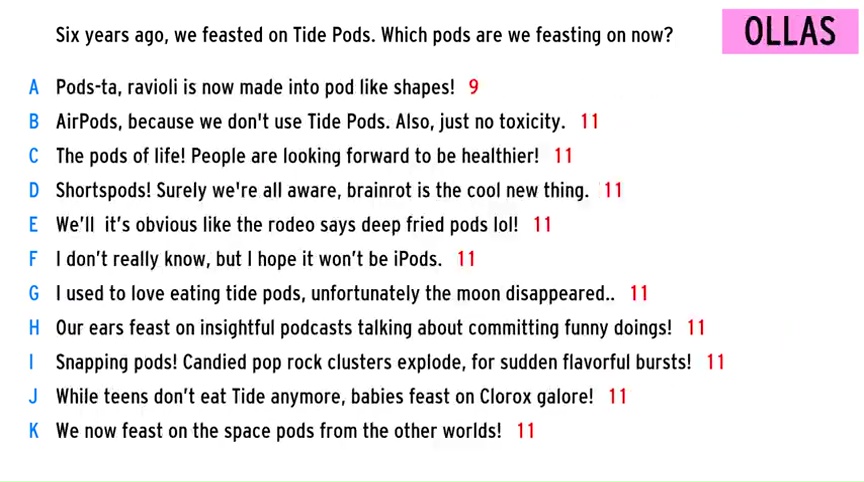 Six years ago, we feasted on Tide Pods. Which pods are we feasting on now?
OLLAS
A Pods-ta, ravioli is now made into pod like shapes! 9
B AirPods, because we don't use Tide Pods. Also, just no toxicity. 11
C The pods of life! People are looking forward to be healthier! 11
D Shortspods! Surely we're all aware, brainrot is the cool new thing. 11
E We'll it's obvious like the rodeo says deep fried pods lol! 11
F I don't really know, but I hope it won't be iPods. 11
G I used to love eating tide pods, unfortunately the moon disappeared.. 11
H Our ears feast on insightful podcasts talking about committing funny doings! 11
I Snapping pods! Candied pop rock clusters explode, for sudden flavorful bursts! 11
J While teens don't eat Tide anymore, babies feast on Clorox galore! 11
K We now feast on the space pods from the other worlds! 11